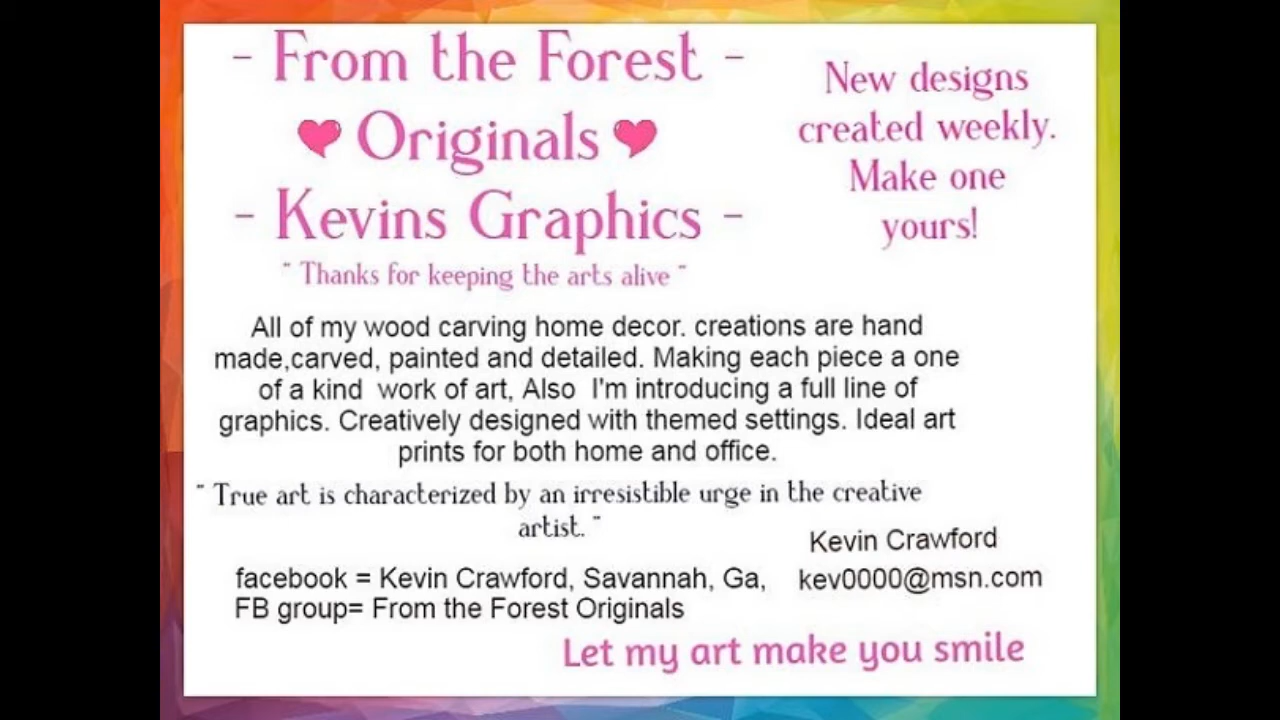 - From the Forest -
Originals
- Kevins Graphics -
" Thanks for keeping the arts alive "
New designs
created weekly.
Make one
yours!
All of my wood carving home decor. creations are hand
made,carved, painted and detailed. Making each piece a one
of a kind  work of art, Also  I'm introducing a full line of
graphics. Creatively designed with themed settings. Ideal art
prints for both home and office.
" True art is characterized by an irresistible urge in the creative
artist. "
Kevin Crawford
kev0000@msn.com
facebook = Kevin Crawford, Savannah, Ga,
FB group= From the Forest Originals
Let my art make you smile